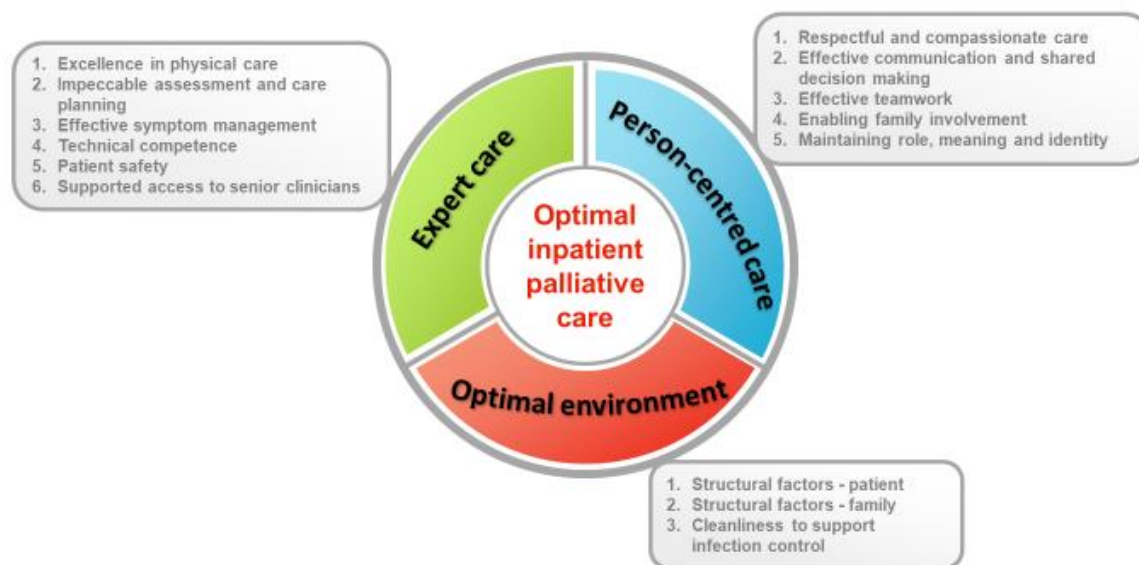 1. Excellence in physical care
2. Impeccable assessment and care
planning
3. Effective symptom management
4. Technical competence
5. Patient safety
6. Supported access to senior clinicians
1. Respectful and compassionate care
2. Effective communication and shared
decision making
3. Effective teamwork
4. Enabling family involvement
5. Maintaining role, meaning and identity
Expert care
Person-centred care
Optimal
inpatient
palliative
care
Optimal environment
1. Structural factors - patient
2. Structural factors - family
3. Cleanliness to support
infection control